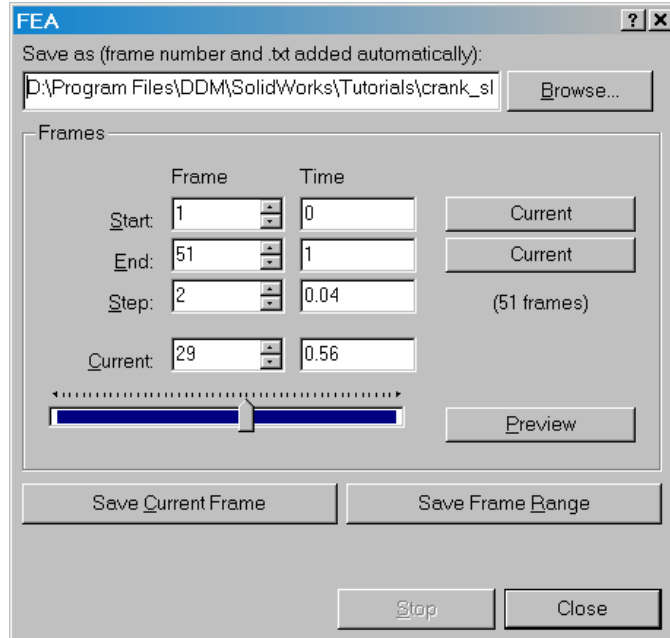 FEA
Save as (frame number and .txt added automatically):
D:\Program Files\DDM\SolidWorks\Tutorials\crank_sl
Browse...
Frames
Frame Time
Start: 1 0 Current
End: 51 1 Current
Step: 2 0.04 (51 frames)
Current: 29 0.56
Preview
Save Current Frame Save Frame Range
Stop Close